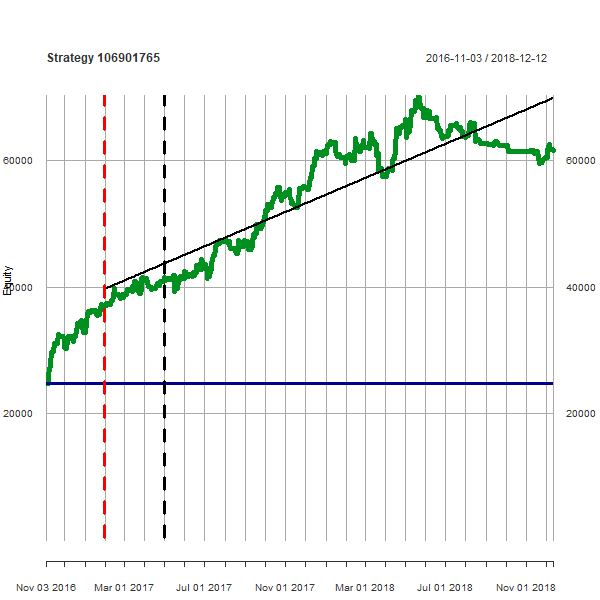 Strategy 106901765
2016-11-03 / 2018-12-12
60000
60000
Equity
40000
20000
20000
Nov 03 2016
Mar 01 2017
Jul 01 2017
Nov 01 2017
Mar 01 2018
Jul 01 2018
Nov 01 2018